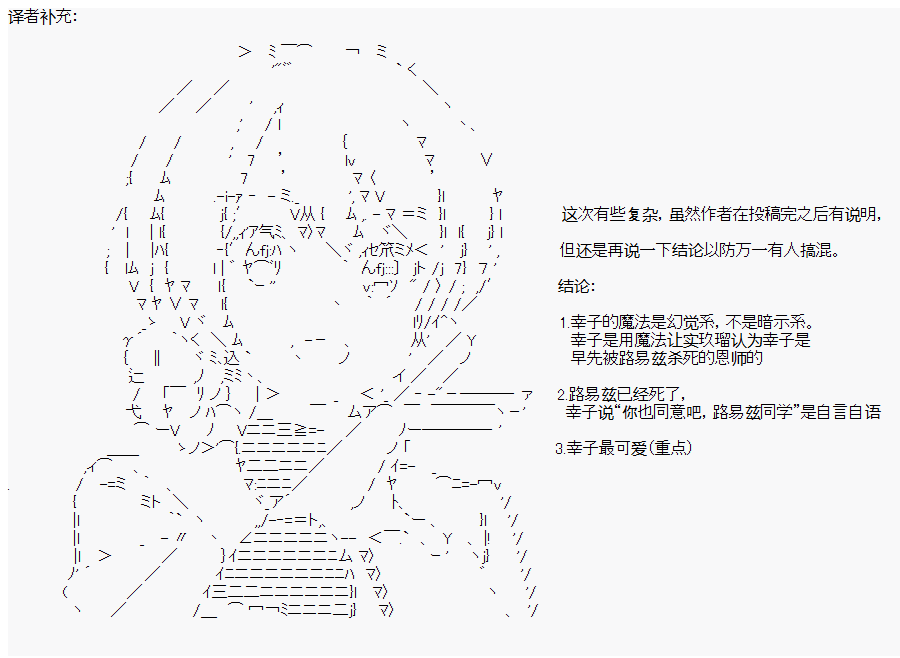 译者补充：
这次有些复杂，虽然作者在投稿完之后有说明，
但还是再说一下结论以防万一有人搞混。
结论：
1.幸子的魔法是幻觉系，不是暗示系。
幸子是用魔法让实玖瑠认为幸子是
早先被路易兹杀死的恩师的
2.路易兹已经死了，
幸子说“你也同意吧，路易兹同学”是自言自语
3.幸子最可爱(重点)